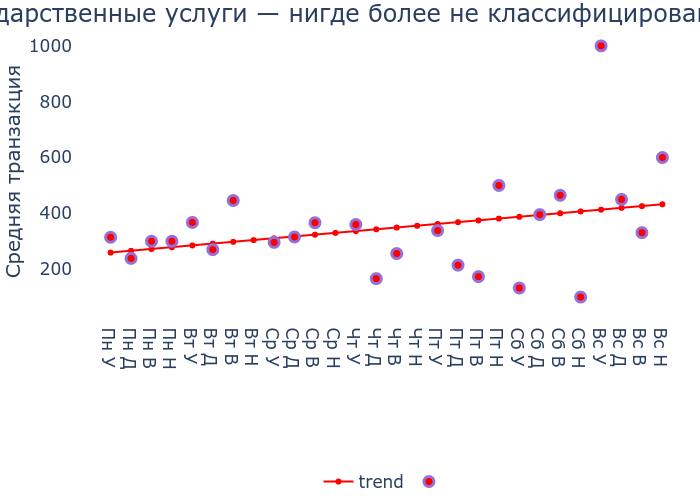 дарственные услуги — нигде более не классифицирова
Средняя транзакция
1000
800
600
400
200
Пн У
Пн Д
Пн В
Пн Н
Вт У
Вт Д
Вт В
Вт Н
Ср У
Ср Д
Ср В
Ср Н
Чт У
Чт Д
Чт В
Чт Н
Пт У
Пт Д
Пт В
Пт Н
Сб У
Сб Д
Сб В
Сб Н
Вс У
Вс Д
Вс В
Вс Н
trend